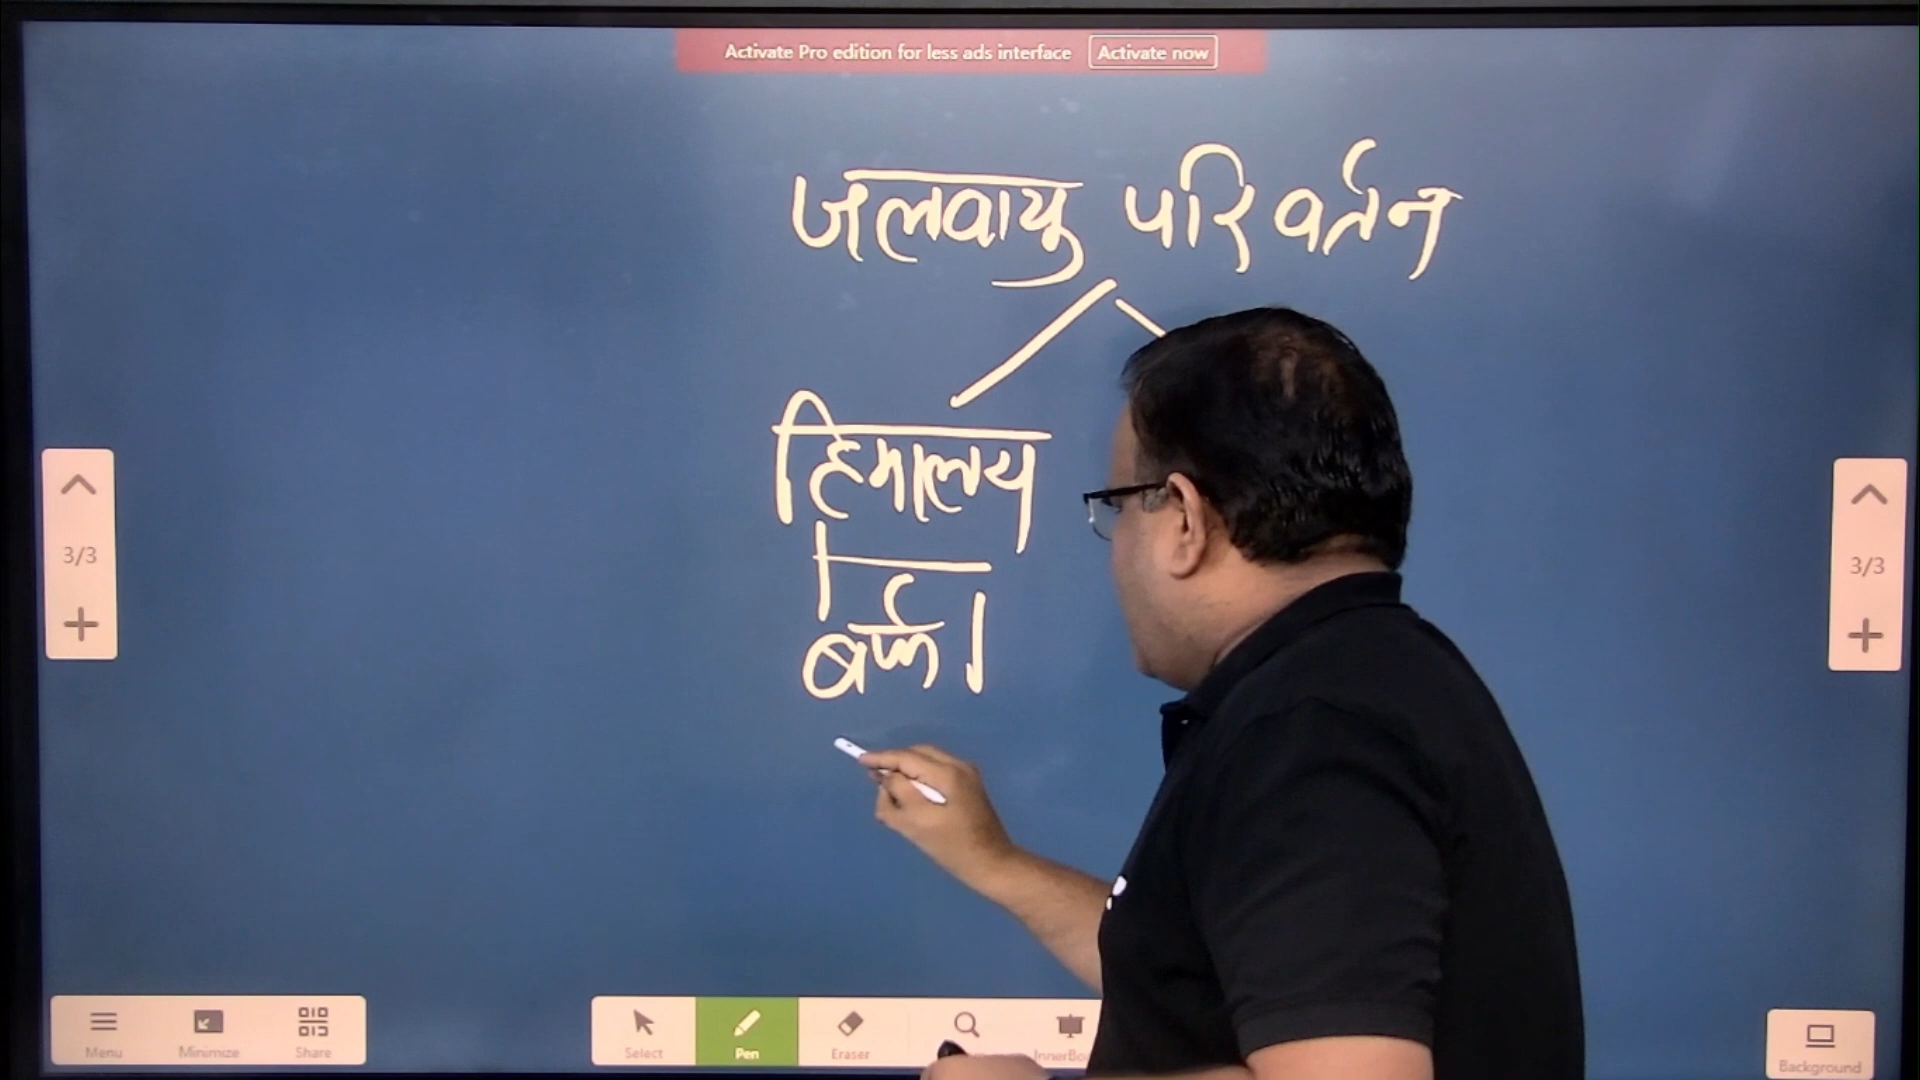 Activate Pro edition for less ads interface Activate now
जलवायु परिवर्तन
हिमालय
बर्फ
3/3
3/3
Menu Minimize Share Select Pen Eraser Background